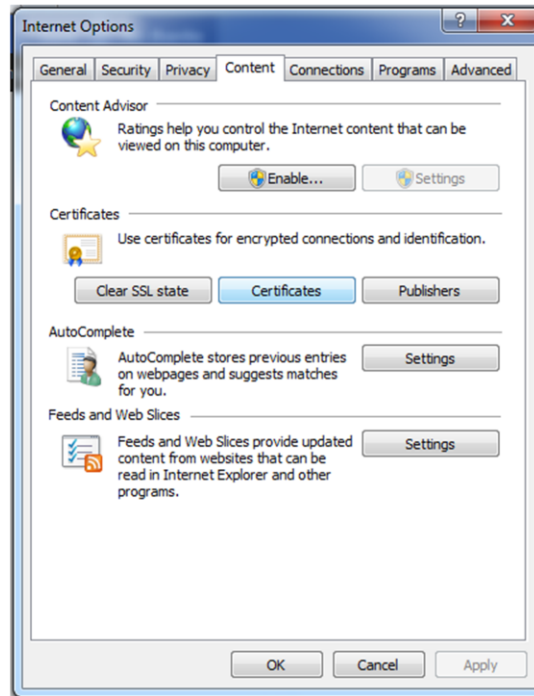 Internet Options
General Security Privacy Content Connections Programs Advanced
Content Advisor
Ratings help you control the Internet content that can be
viewed on this computer.
Enable... Settings
Certificates
Use certificates for encrypted connections and identification.
Clear SSL state Certificates Publishers
AutoComplete
AutoComplete stores previous entries
on webpages and suggests matches
for you.
Settings
Feeds and Web Slices
Feeds and Web Slices provide updated
content from websites that can be
read in Internet Explorer and other
programs.
Settings
OK Cancel Apply